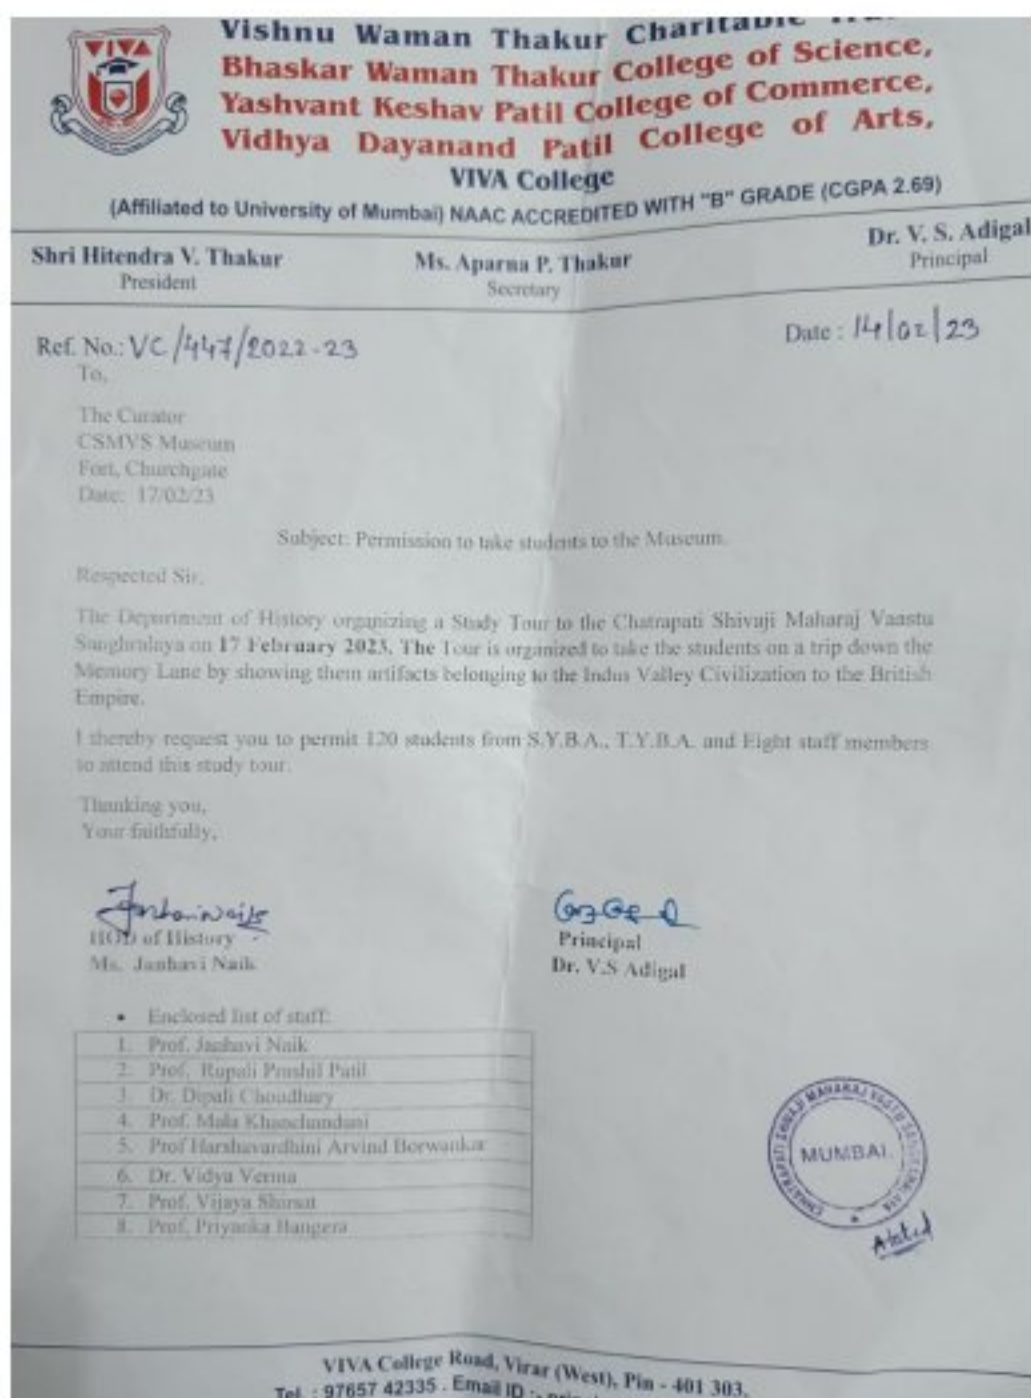 VIVA
Vishnu Waman Thakur Charitable
Bhaskar Waman Thakur College of Science,
Yashvant Keshav Patil College of Commerce,
Vidhya Dayanand Patil College of Arts,
VIVA College
(Affiliated to University of Mumbai) NAAC ACCREDITED WITH "B" GRADE (CGPA 2.69)
Shri Hitendra V. Thakur
President
Ms. Aparna P. Thakur
Secretary
Dr. V. S. Adigal
Principal
Ref. No.: VC/447/2022-23
Date : 14/02/23
To,
The Curator
CSMVS Museum
Fort, Churchgate
Date: 17/02/23
Subject: Permission to take students to the Museum.
Respected Sir,
The Department of History organizing a Study Tour to the Chatrapati Shivaji Maharaj Vaastu
Sanghralaya on 17 February 2023. The Tour is organized to take the students on a trip down the
Memory Lane by showing them artifacts belonging to the Indus Valley Civilization to the British
Empire.
I thereby request you to permit 120 students from S.Y.B.A., T.Y.B.A. and Eight staff members
to attend this study tour.
Thanking you,
Your faithfully,
HOD of History
Ms. Janhavi Naik
Principal
Dr. V.S Adigal
• Enclosed list of staff:
1. Prof. Janhavi Naik
2. Prof. Rupali Prashil Patil
3. Dr. Dipali Choudhary
4. Prof. Mala Khanchandani
5. Prof Harshavardhini Arvind Borwankar
6. Dr. Vidya Verma
7. Prof. Vijaya Shirsat
8. Prof. Priyanka Bangera
CHHATRAPATI SHIVAJI MAHARAJ VASTU SANGRAHALAYA
MUMBAI.
VIVA College Road, Virar (West), Pin - 401 303.
Tel. : 97657 42335 . Email ID :-